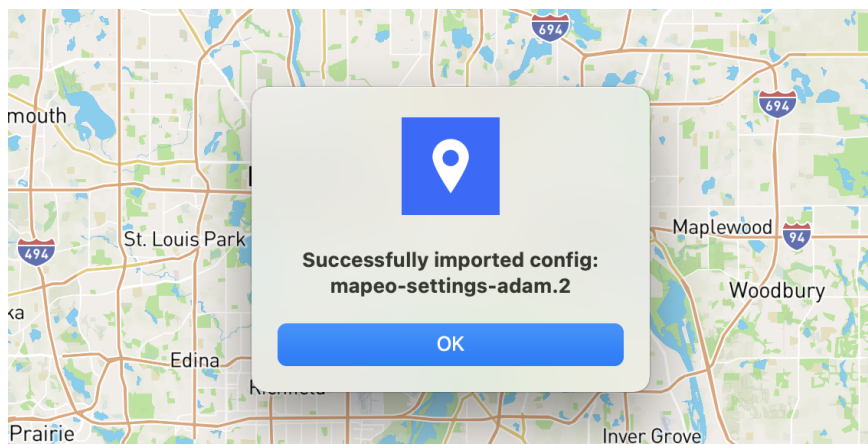 694
694
mouth
St. Louis Park
Maplewood
94
494
Successfully imported config:
mapeo-settings-adam.2
Woodbury
ka
OK
Edina
Richfield
Prairie
Inver Grove